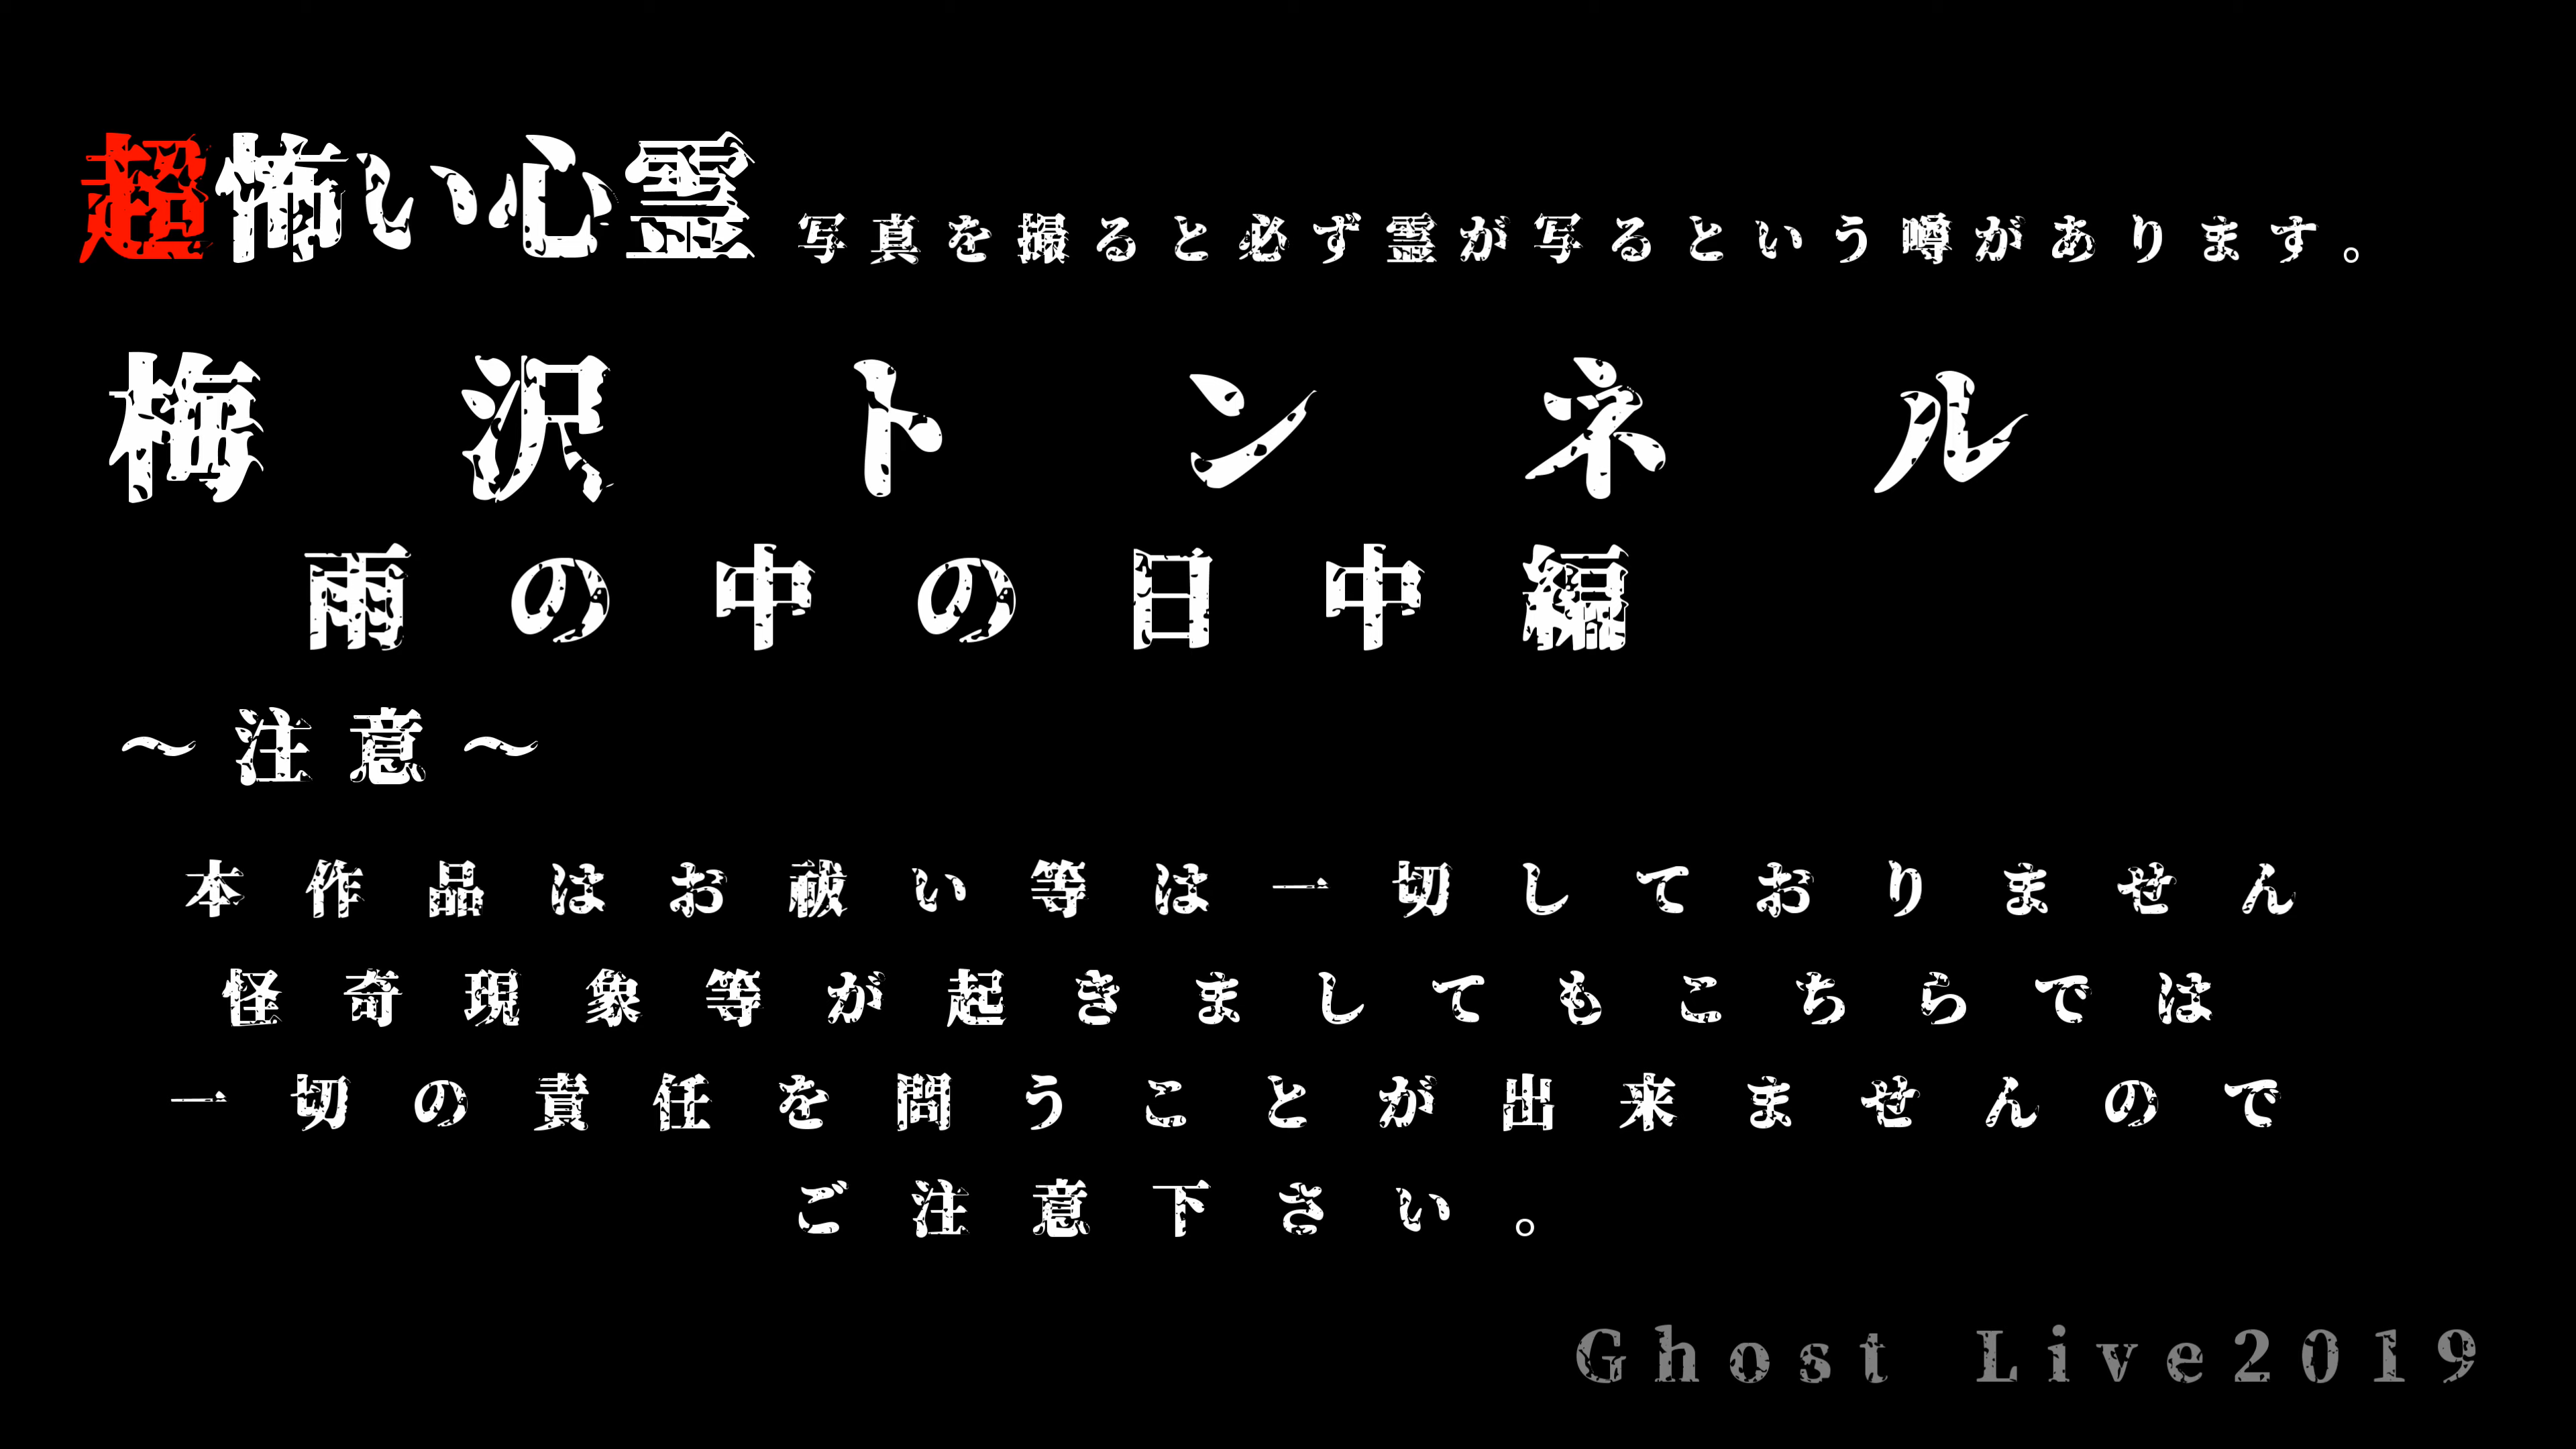 超怖い心霊 写真を撮ると必ず霊が写るという噂があります。
梅沢トンネル
雨の中の日中編
～注意～
本作品はお祓い等は一切しておりません
怪奇現象等が起きましてもこちらでは
一切の責任を問うことが出来ませんので
ご注意下さい。
Ghost Live2019